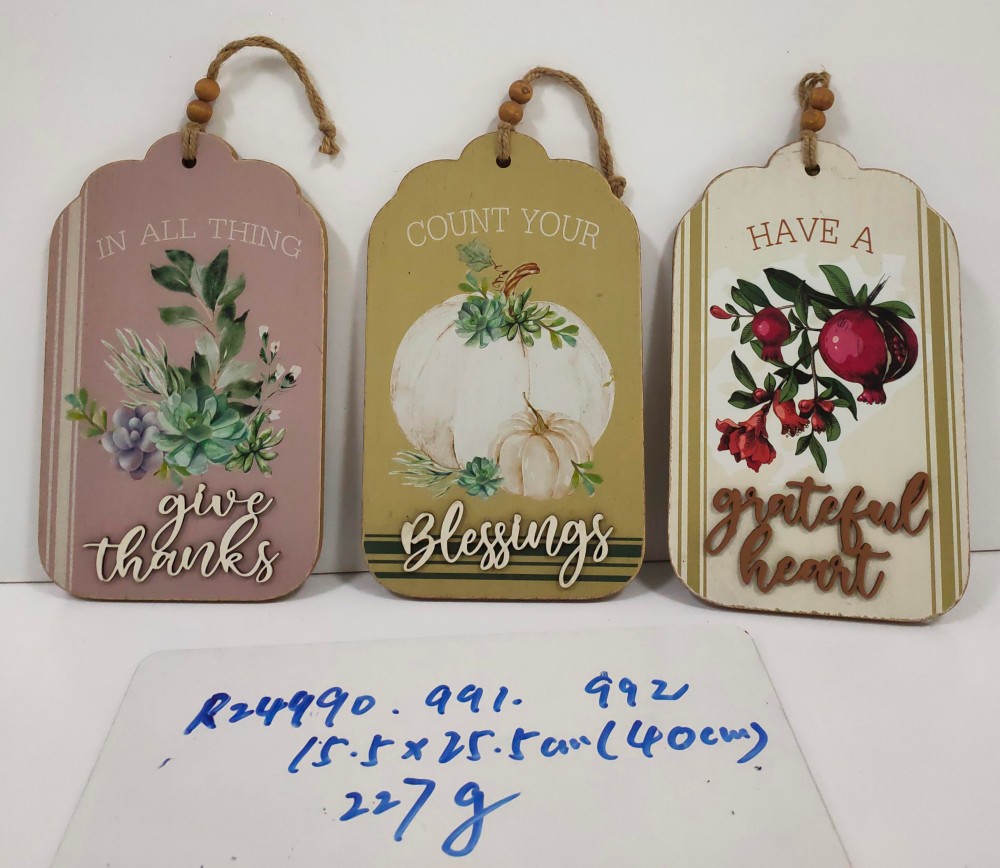 IN ALL THING
give
thanks
COUNT YOUR
Blessings
HAVE A
grateful
heart
R24990. 991. 992
15.5x25.5cm(40cm)
227g